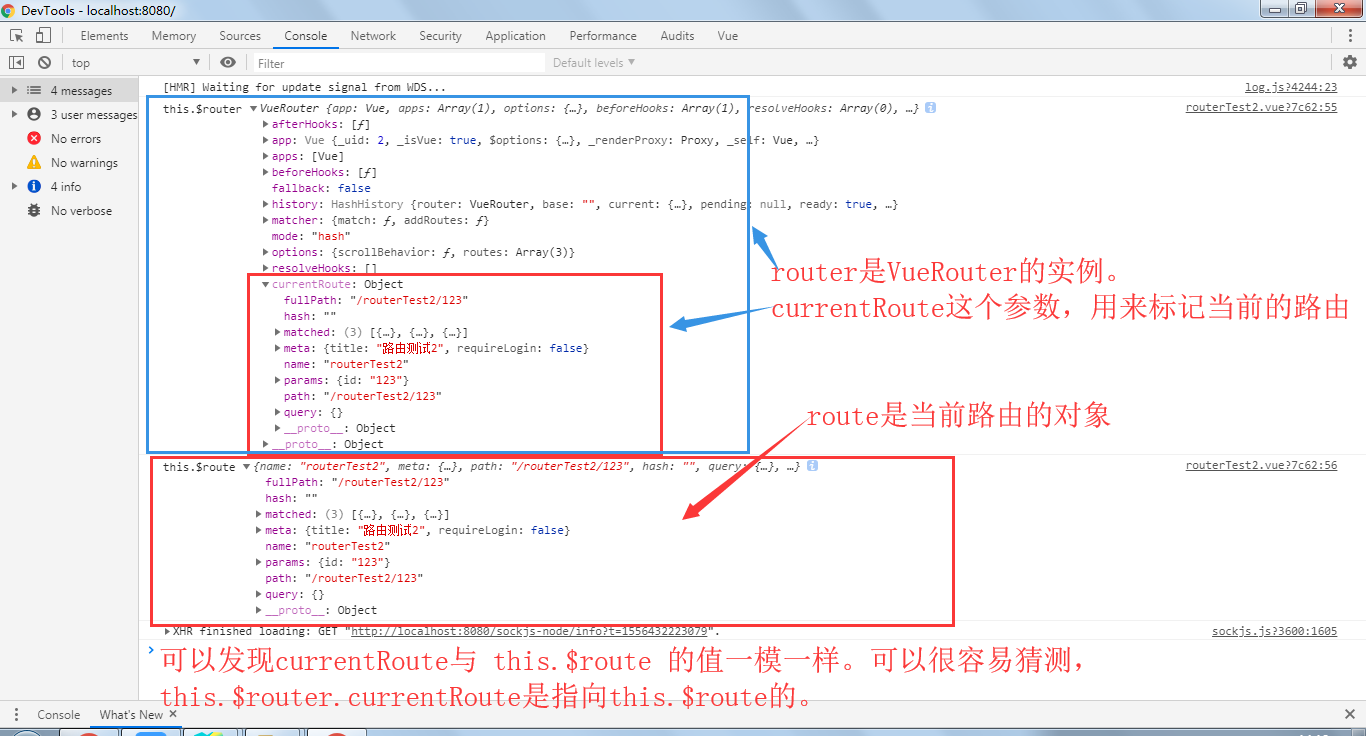 DevTools - localhost:8080/
Elements Memory Sources Console Network Security Application Performance Audits Vue
top Filter Default levels
4 messages
3 user messages
No errors
No warnings
4 info
No verbose
[HMR] Waiting for update signal from WDS... log.js?4244:23
this.$router VueRouter {app: Vue, apps: Array(1), options: {…}, beforeHooks: Array(1), resolveHooks: Array(0), …} routerTest2.vue?7c62:55
afterHooks: [ƒ]
app: Vue {_uid: 2, _isVue: true, $options: {…}, _renderProxy: Proxy, _self: Vue, …}
apps: [Vue]
beforeHooks: [ƒ]
fallback: false
history: HashHistory {router: VueRouter, base: "", current: {…}, pending: null, ready: true, …}
matcher: {match: ƒ, addRoutes: ƒ}
mode: "hash"
options: {scrollBehavior: ƒ, routes: Array(3)}
resolveHooks: []
currentRoute: Object
fullPath: "/routerTest2/123"
hash: ""
matched: (3) [{…}, {…}, {…}]
meta: {title: "路由测试2", requireLogin: false}
name: "routerTest2"
params: {id: "123"}
path: "/routerTest2/123"
query: {}
__proto__: Object
__proto__: Object
router是VueRouter的实例。
currentRoute这个参数，用来标记当前的路由
route是当前路由的对象
this.$route {name: "routerTest2", meta: {…}, path: "/routerTest2/123", hash: "", query: {…}, …} routerTest2.vue?7c62:56
fullPath: "/routerTest2/123"
hash: ""
matched: (3) [{…}, {…}, {…}]
meta: {title: "路由测试2", requireLogin: false}
name: "routerTest2"
params: {id: "123"}
path: "/routerTest2/123"
query: {}
__proto__: Object
XHR finished loading: GET "http://localhost:8080/sockjs-node/info?t=1556432223079". sockjs.js?3600:1605
可以发现currentRoute与 this.$route 的值一模一样。可以很容易猜测，
this.$router.currentRoute是指向this.$route的。
Console What's New